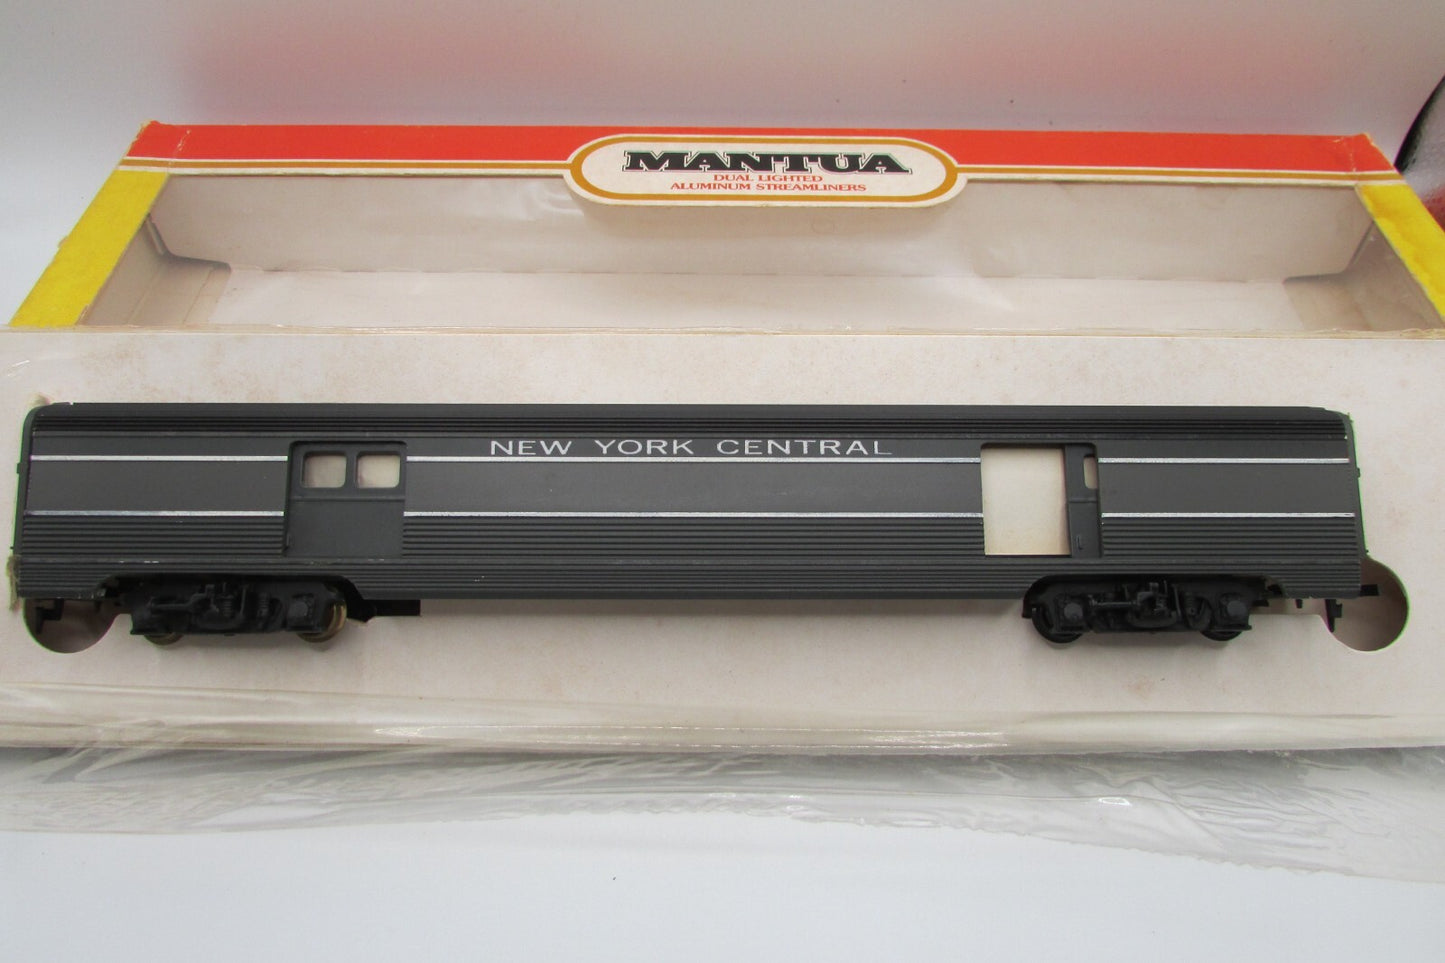 MANTUA
DUAL LIGHTED
ALUMINUM STREAMLINERS
NEW YORK CENTRAL